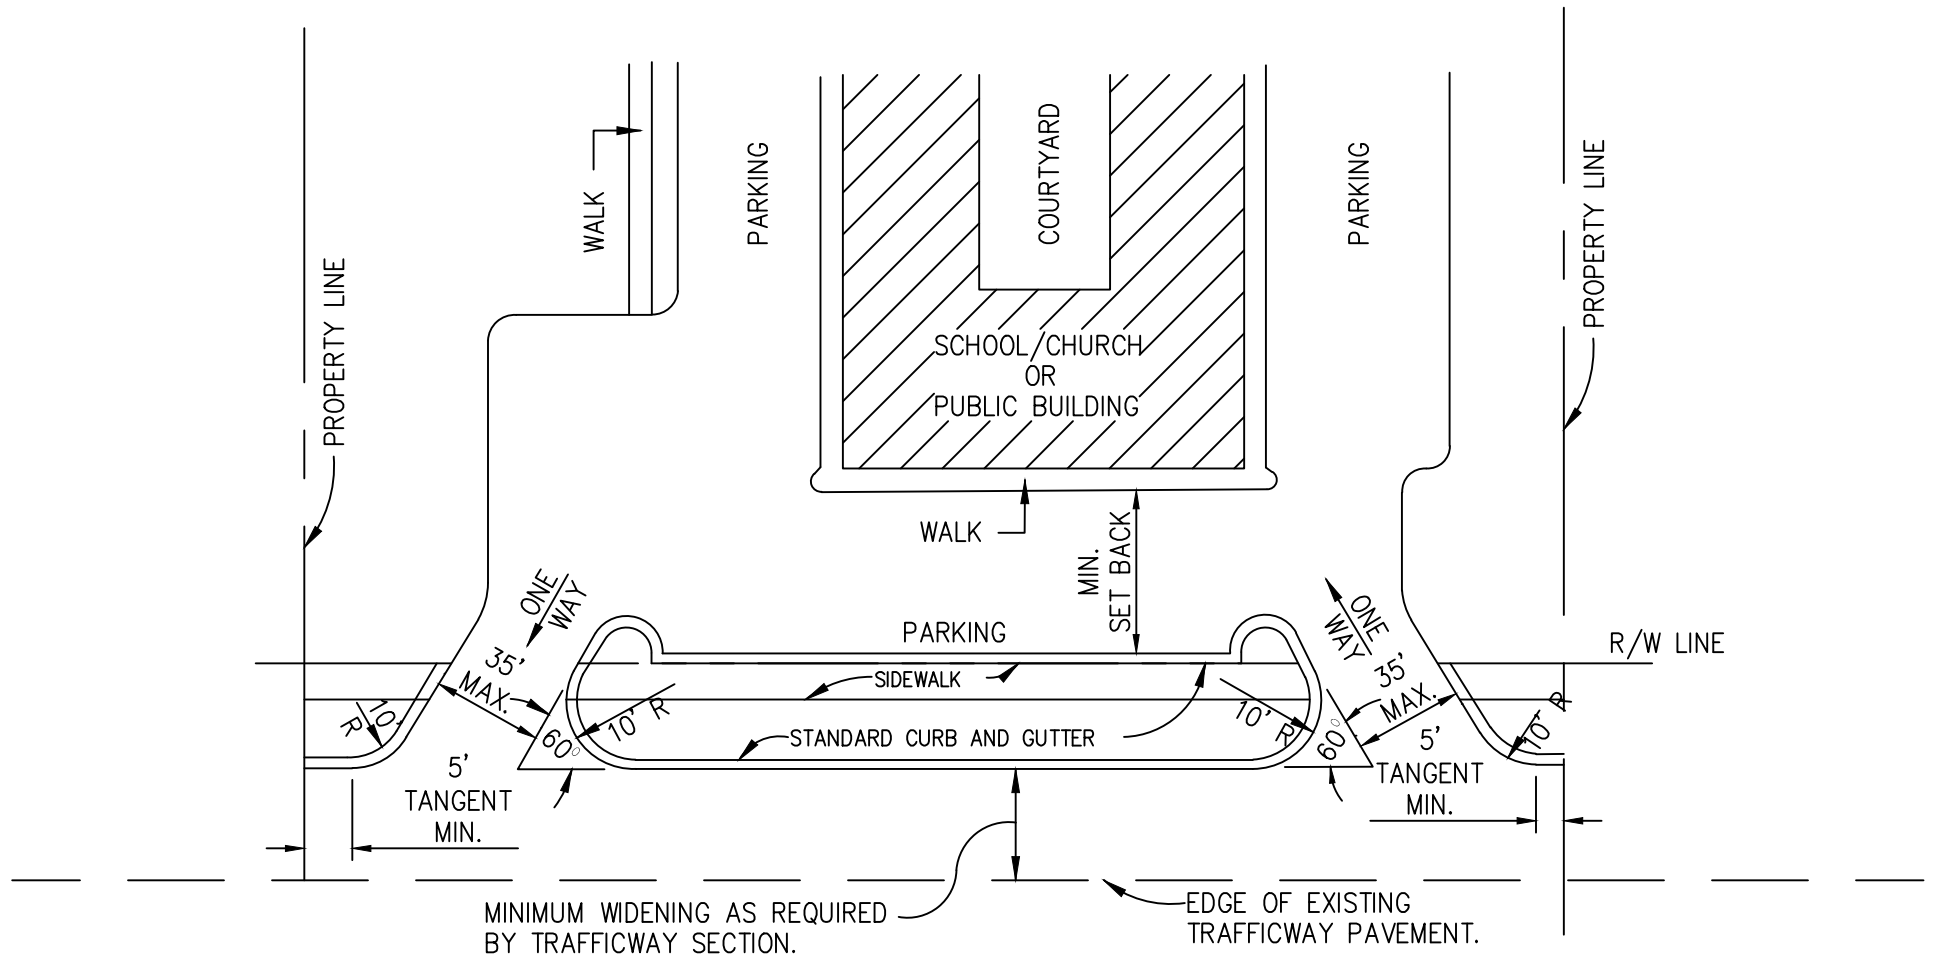 COURTYARD
PARKING
PARKING
WALK
PROPERTY LINE
PROPERTY LINE
SCHOOL/CHURCH
OR
PUBLIC BUILDING
WALK
MIN.
SET BACK
ONE
WAY
ONE
WAY
PARKING
R/W LINE
35'
MAX.
35'
MAX.
SIDEWALK
10'
R
10' R
10' R
10' R
60°
60°
STANDARD CURB AND GUTTER
5'
TANGENT
MIN.
5'
TANGENT
MIN.
MINIMUM WIDENING AS REQUIRED
BY TRAFFICWAY SECTION.
EDGE OF EXISTING
TRAFFICWAY PAVEMENT.